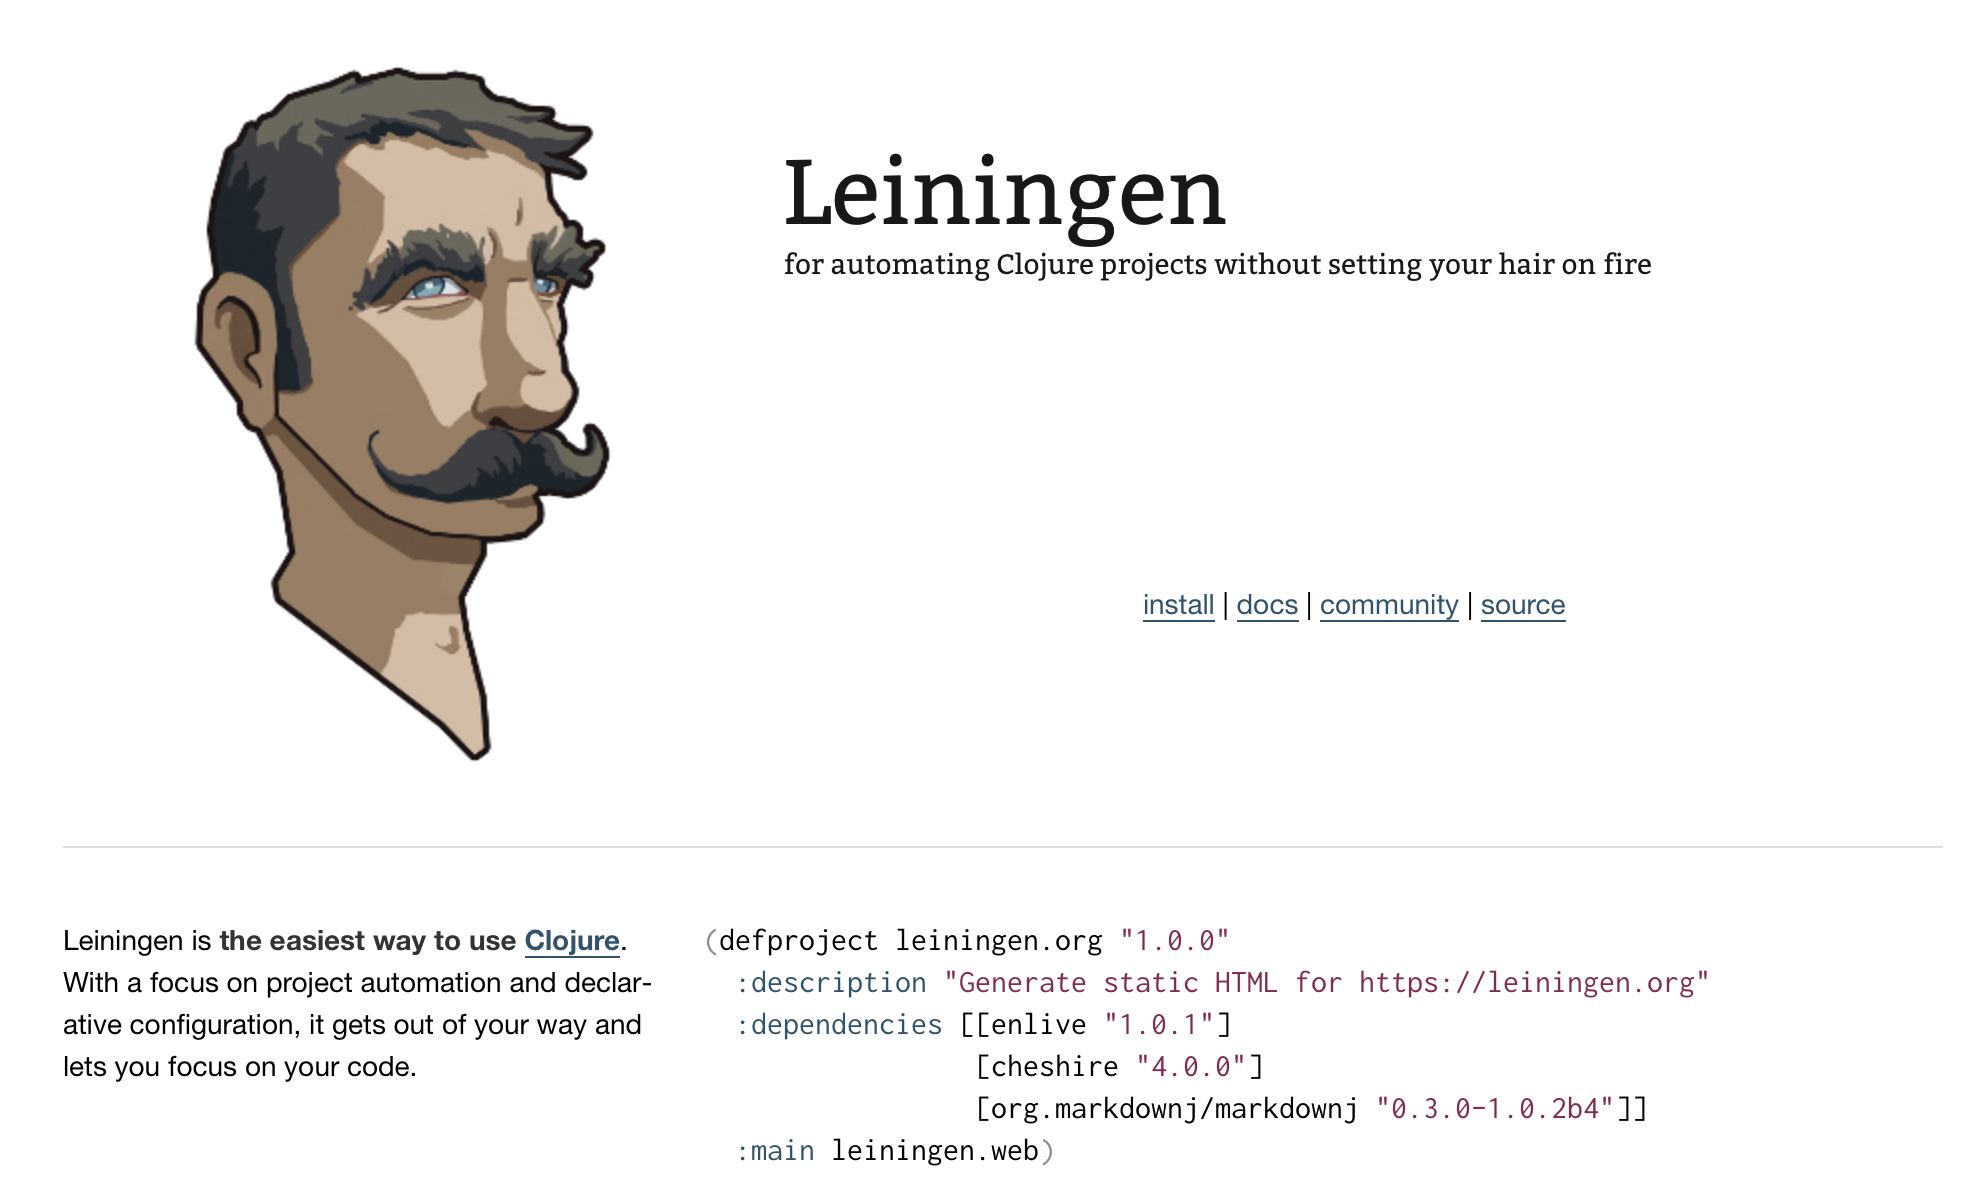 Leiningen
for automating Clojure projects without setting your hair on fire
install | docs | community | source
Leiningen is the easiest way to use Clojure.
With a focus on project automation and declar-
ative configuration, it gets out of your way and
lets you focus on your code.
(defproject leiningen.org "1.0.0"
  :description "Generate static HTML for https://leiningen.org"
  :dependencies [[enlive "1.0.1"]
                 [cheshire "4.0.0"]
                 [org.markdownj/markdownj "0.3.0-1.0.2b4"]]
  :main leiningen.web)